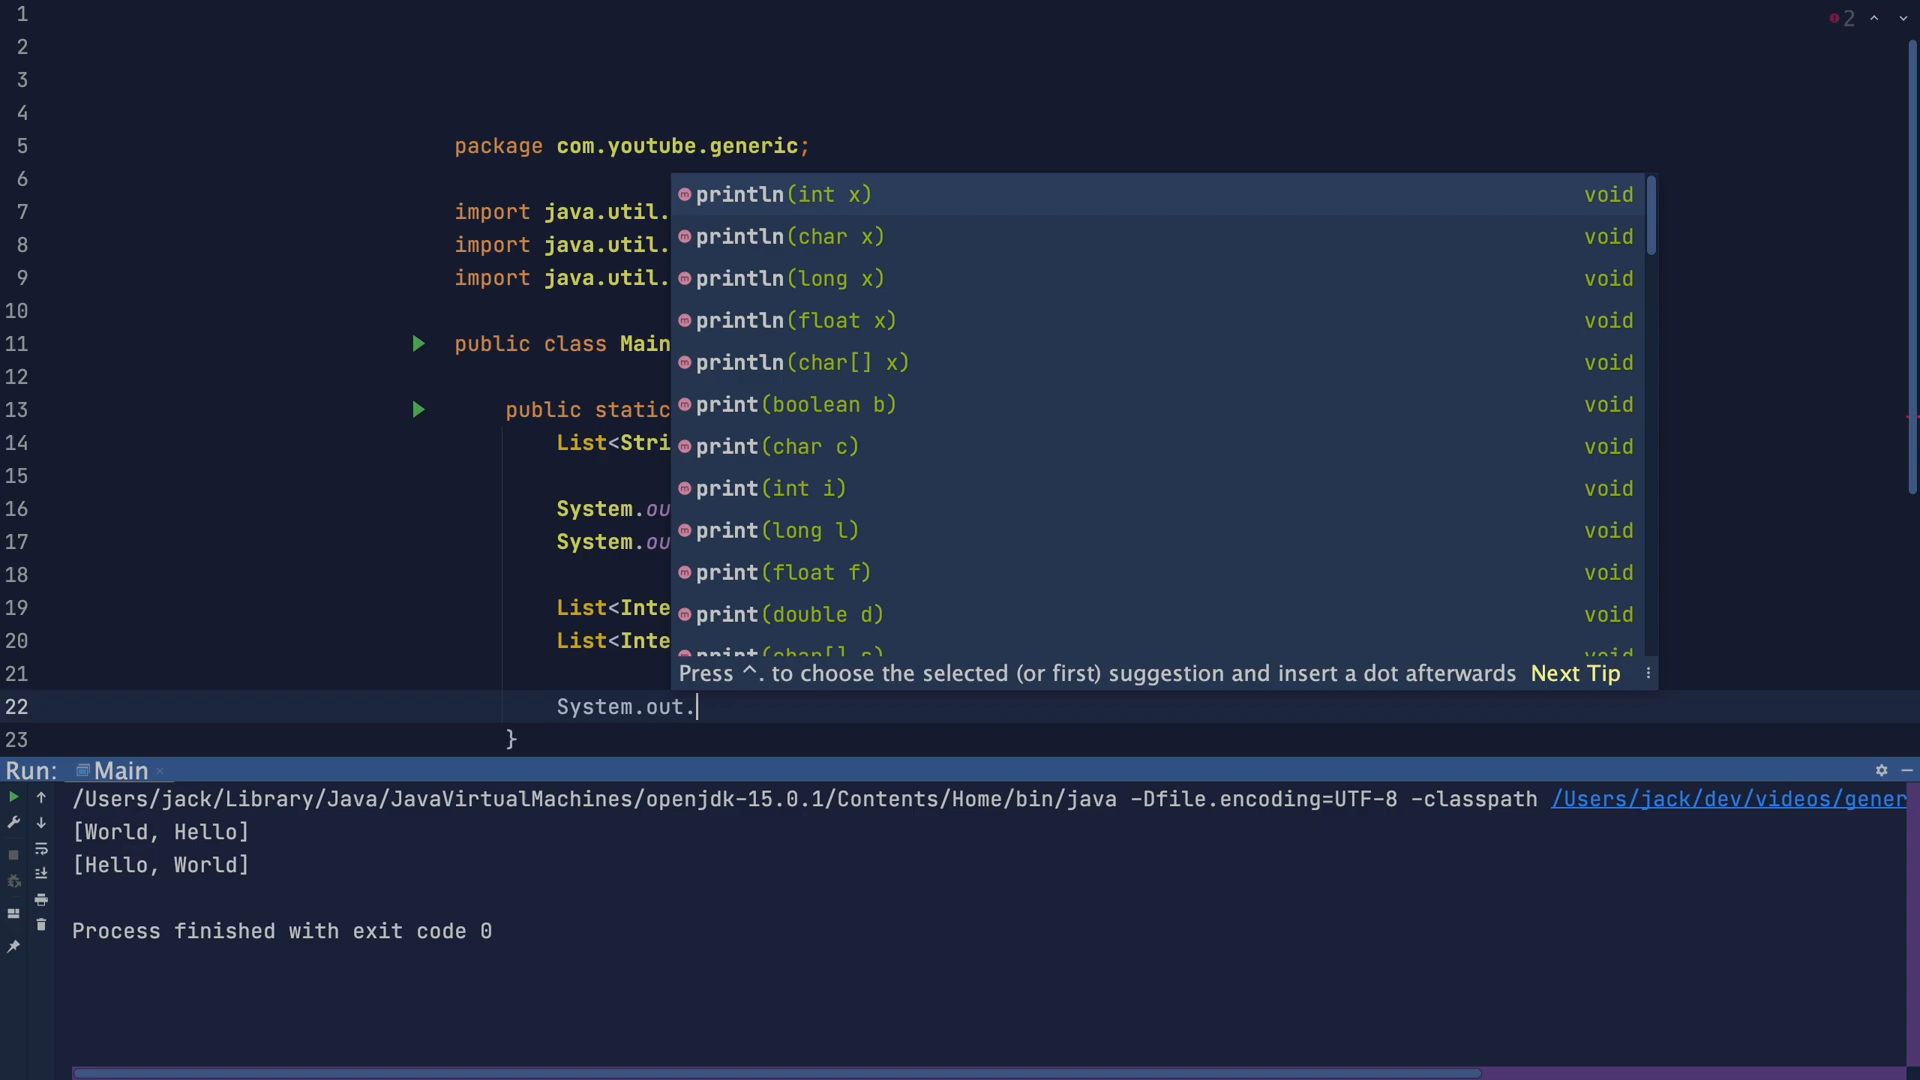 1
2
2
3
4
5 package com.youtube.generic;
6
println(int x) void
7 import java.util.
println(char x) void
8 import java.util.
9 import java.util.
println(long x) void
10
println(float x) void
11 public class Main
println(char[] x) void
12
13 public static
print(boolean b) void
14 List<Stri
print(char c) void
15
print(int i) void
16 System.ou
17 System.ou
print(long l) void
18
print(float f) void
19 List<Inte
print(double d) void
20 List<Inte
print(char[] s) void
21
Press ^. to choose the selected (or first) suggestion and insert a dot afterwards Next Tip
22 System.out.
23 }
Run: Main
/Users/jack/Library/Java/JavaVirtualMachines/openjdk-15.0.1/Contents/Home/bin/java -Dfile.encoding=UTF-8 -classpath /Users/jack/dev/videos/gener
[World, Hello]
[Hello, World]
Process finished with exit code 0